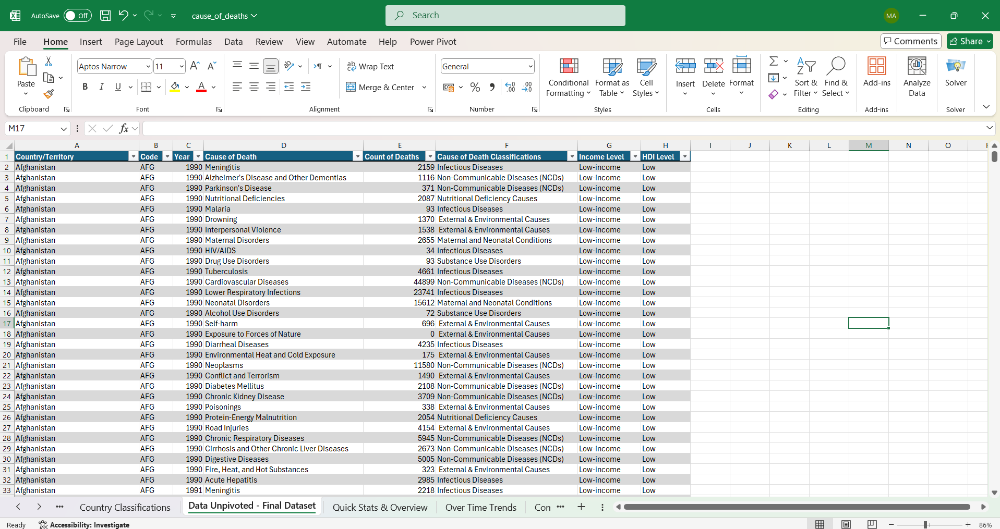 AutoSave Off cause_of_deaths Search MA
File Home Insert Page Layout Formulas Data Review View Automate Help Power Pivot Comments Share
Paste
Clipboard
Aptos Narrow 11
B I U A
Font
Wrap Text
Merge & Center
Alignment
General
Number
Conditional Formatting
Format as Table
Cell Styles
Styles
Insert Delete Format
Cells
Sort & Filter
Find & Select
Editing
Add-ins
Add-ins
Analyze Data
Solver
Solver
M17 fx
A B C D E F G H I J K L M N O
1 Country/Territory Code Year Cause of Death Count of Deaths Cause of Death Classifications Income Level HDI Level
2 Afghanistan AFG 1990 Meningitis 2159 Infectious Diseases Low-income Low
3 Afghanistan AFG 1990 Alzheimer's Disease and Other Dementias 1116 Non-Communicable Diseases (NCDs) Low-income Low
4 Afghanistan AFG 1990 Parkinson's Disease 371 Non-Communicable Diseases (NCDs) Low-income Low
5 Afghanistan AFG 1990 Nutritional Deficiencies 2087 Nutritional Deficiency Causes Low-income Low
6 Afghanistan AFG 1990 Malaria 93 Infectious Diseases Low-income Low
7 Afghanistan AFG 1990 Drowning 1370 External & Environmental Causes Low-income Low
8 Afghanistan AFG 1990 Interpersonal Violence 1538 External & Environmental Causes Low-income Low
9 Afghanistan AFG 1990 Maternal Disorders 2655 Maternal and Neonatal Conditions Low-income Low
10 Afghanistan AFG 1990 HIV/AIDS 34 Infectious Diseases Low-income Low
11 Afghanistan AFG 1990 Drug Use Disorders 93 Substance Use Disorders Low-income Low
12 Afghanistan AFG 1990 Tuberculosis 4661 Infectious Diseases Low-income Low
13 Afghanistan AFG 1990 Cardiovascular Diseases 44899 Non-Communicable Diseases (NCDs) Low-income Low
14 Afghanistan AFG 1990 Lower Respiratory Infections 23741 Infectious Diseases Low-income Low
15 Afghanistan AFG 1990 Neonatal Disorders 15612 Maternal and Neonatal Conditions Low-income Low
16 Afghanistan AFG 1990 Alcohol Use Disorders 72 Substance Use Disorders Low-income Low
17 Afghanistan AFG 1990 Self-harm 696 External & Environmental Causes Low-income Low
18 Afghanistan AFG 1990 Exposure to Forces of Nature 0 External & Environmental Causes Low-income Low
19 Afghanistan AFG 1990 Diarrheal Diseases 4235 Infectious Diseases Low-income Low
20 Afghanistan AFG 1990 Environmental Heat and Cold Exposure 175 External & Environmental Causes Low-income Low
21 Afghanistan AFG 1990 Neoplasms 11580 Non-Communicable Diseases (NCDs) Low-income Low
22 Afghanistan AFG 1990 Conflict and Terrorism 1490 External & Environmental Causes Low-income Low
23 Afghanistan AFG 1990 Diabetes Mellitus 2108 Non-Communicable Diseases (NCDs) Low-income Low
24 Afghanistan AFG 1990 Chronic Kidney Disease 3709 Non-Communicable Diseases (NCDs) Low-income Low
25 Afghanistan AFG 1990 Poisonings 338 External & Environmental Causes Low-income Low
26 Afghanistan AFG 1990 Protein-Energy Malnutrition 2054 Nutritional Deficiency Causes Low-income Low
27 Afghanistan AFG 1990 Road Injuries 4154 External & Environmental Causes Low-income Low
28 Afghanistan AFG 1990 Chronic Respiratory Diseases 5945 Non-Communicable Diseases (NCDs) Low-income Low
29 Afghanistan AFG 1990 Cirrhosis and Other Chronic Liver Diseases 2673 Non-Communicable Diseases (NCDs) Low-income Low
30 Afghanistan AFG 1990 Digestive Diseases 5005 Non-Communicable Diseases (NCDs) Low-income Low
31 Afghanistan AFG 1990 Fire, Heat, and Hot Substances 323 External & Environmental Causes Low-income Low
32 Afghanistan AFG 1990 Acute Hepatitis 2985 Infectious Diseases Low-income Low
33 Afghanistan AFG 1991 Meningitis 2218 Infectious Diseases Low-income Low
Country Classifications Data Unpivoted - Final Dataset Quick Stats & Overview Over Time Trends Con
Ready Accessibility: Investigate 86%